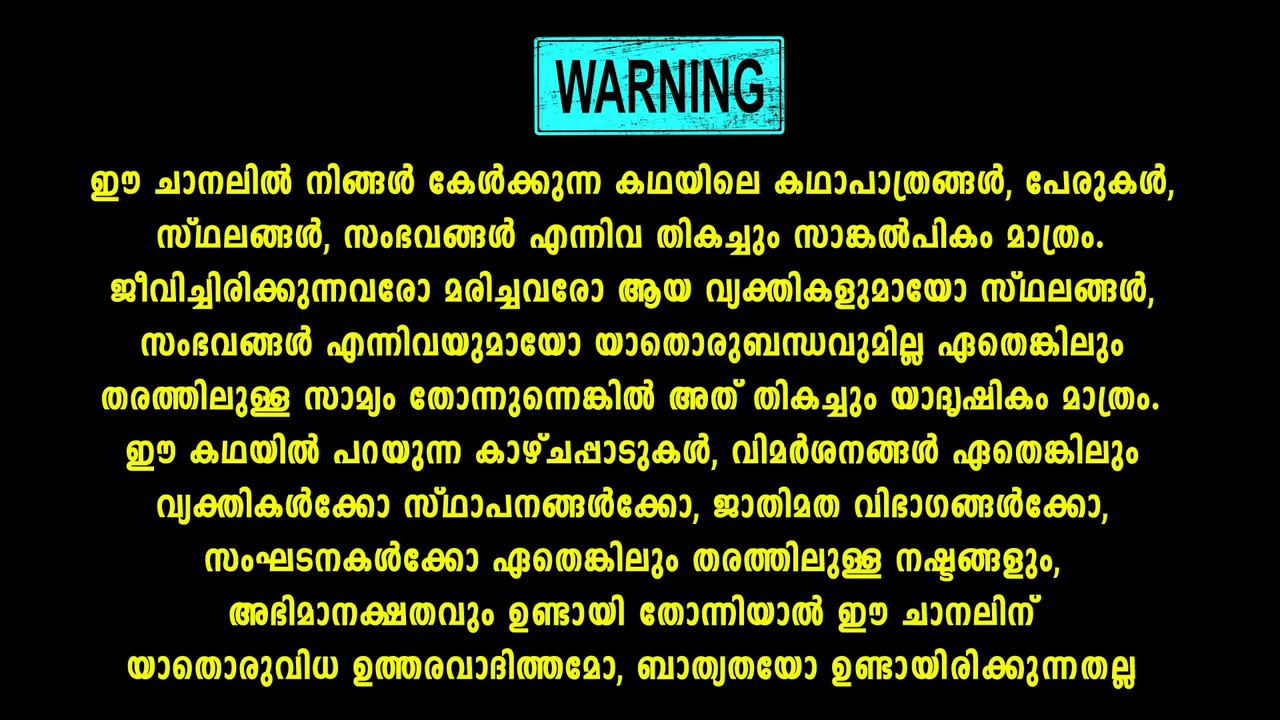 WARNING
ഈ ചാനലിൽ നിങ്ങൾ കേൾക്കുന്ന കഥയിലെ കഥാപാത്രങ്ങൾ, പേരുകൾ,
സ്ഥലങ്ങൾ, സംഭവങ്ങൾ എന്നിവ തികച്ചും സാങ്കൽപികം മാത്രം.
ജീവിച്ചിരിക്കുന്നവരോ മരിച്ചവരോ ആയ വ്യക്തികളുമായോ സ്ഥലങ്ങൾ,
സംഭവങ്ങൾ എന്നിവയുമായോ യാതൊരുബന്ധവുമില്ല ഏതെങ്കിലും
തരത്തിലുള്ള സാമ്യം തോന്നുന്നെങ്കിൽ അത് തികച്ചും യാദൃഷികം മാത്രം.
ഈ കഥയിൽ പറയുന്ന കാഴ്ചപ്പാടുകൾ, വിമർശനങ്ങൾ ഏതെങ്കിലും
വ്യക്തികൾക്കോ സ്ഥാപനങ്ങൾക്കോ, ജാതിമത വിഭാഗങ്ങൾക്കോ,
സംഘടനകൾക്കോ ഏതെങ്കിലും തരത്തിലുള്ള നഷ്ടങ്ങളും,
അഭിമാനക്ഷതവും ഉണ്ടായി തോന്നിയാൽ ഈ ചാനലിന്
യാതൊരുവിധ ഉത്തരവാദിത്തമോ, ബാത്യതയോ ഉണ്ടായിരിക്കുന്നതല്ല